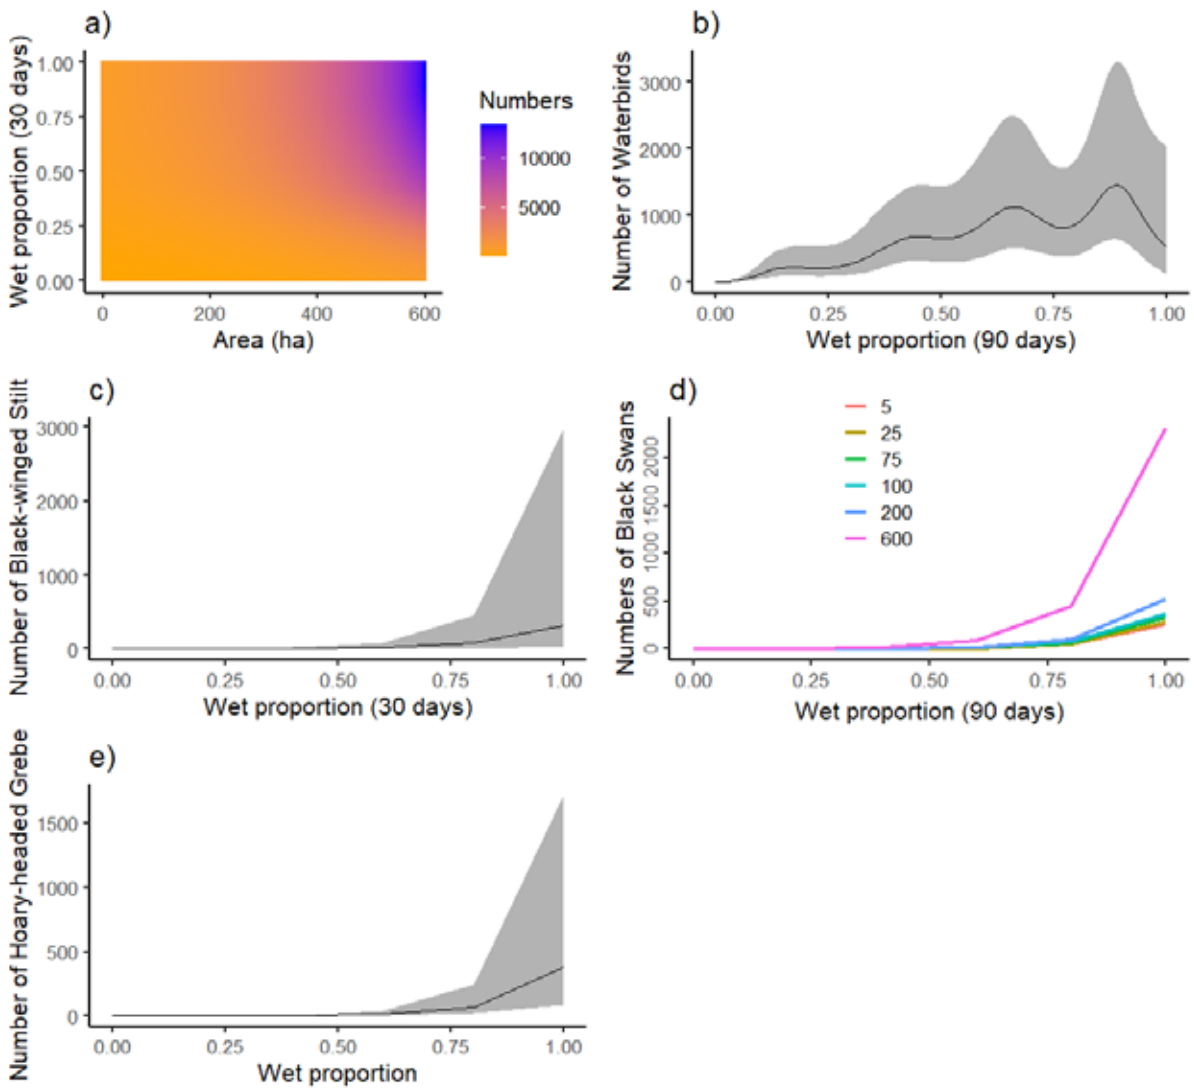 a)
Wet proportion (30 days)
1.00
0.75
0.50
0.25
0.00
0 200 400 600
Area (ha)
Numbers
10000
5000
b)
Number of Waterbirds
3000
2000
1000
0
0.00 0.25 0.50 0.75 1.00
Wet proportion (90 days)
c)
Number of Black-winged Stilt
3000
2000
1000
0
0.00 0.25 0.50 0.75 1.00
Wet proportion (30 days)
d)
Numbers of Black Swans
2000
1500
1000
500
0
5
25
75
100
200
600
0.00 0.25 0.50 0.75 1.00
Wet proportion (90 days)
e)
Number of Hoary-headed Grebe
1500
1000
500
0
0.00 0.25 0.50 0.75 1.00
Wet proportion